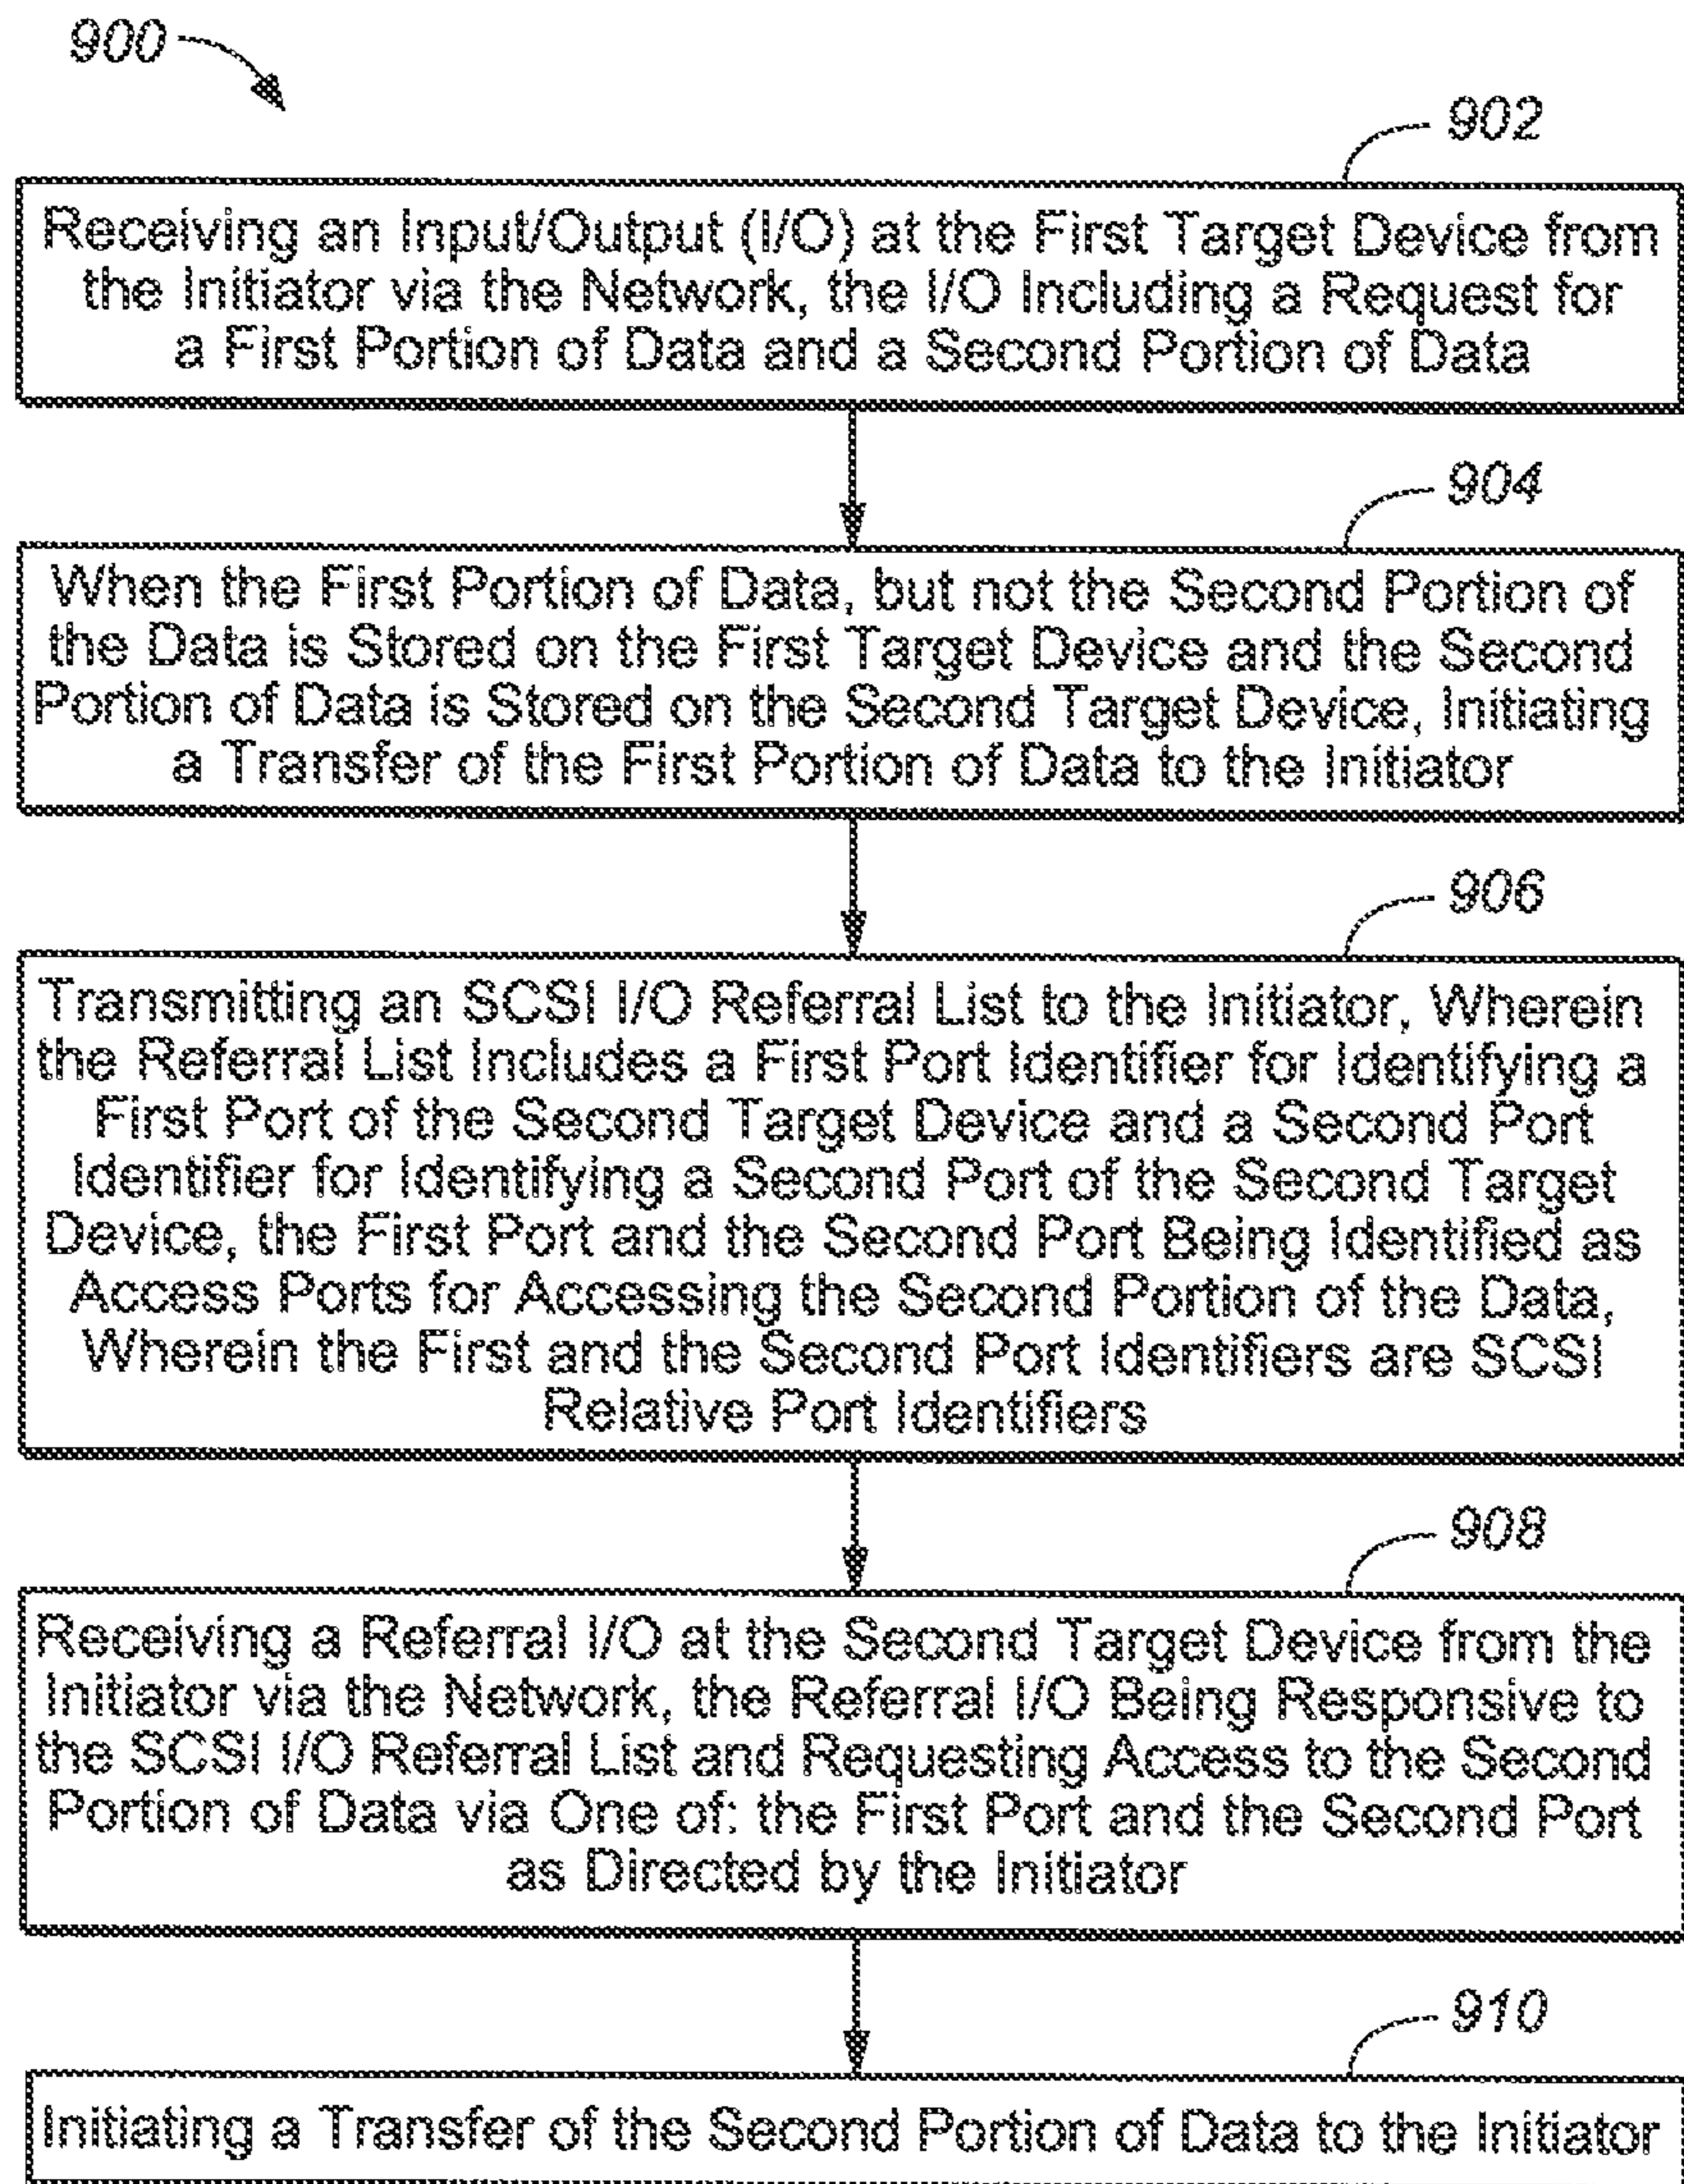 900
902
Receiving an Input/Output (I/O) at the First Target Device from
the Initiator via the Network, the I/O Including a Request for
a First Portion of Data and a Second Portion of Data
904
When the First Portion of Data, but not the Second Portion of
the Data is Stored on the First Target Device and the Second
Portion of Data is Stored on the Second Target Device, Initiating
a Transfer of the First Portion of Data to the Initiator
906
Transmitting an SCSI I/O Referral List to the Initiator, Wherein
the Referral List Includes a First Port Identifier for Identifying a
First Port of the Second Target Device and a Second Port
Identifier for Identifying a Second Port of the Second Target
Device, the First Port and the Second Port Being Identified as
Access Ports for Accessing the Second Portion of the Data,
Wherein the First and the Second Port Identifiers are SCSI
Relative Port Identifiers
908
Receiving a Referral I/O at the Second Target Device from the
Initiator via the Network, the Referral I/O Being Responsive to
the SCSI I/O Referral List and Requesting Access to the Second
Portion of Data via One of: the First Port and the Second Port
as Directed by the Initiator
910
Initiating a Transfer of the Second Portion of Data to the Initiator